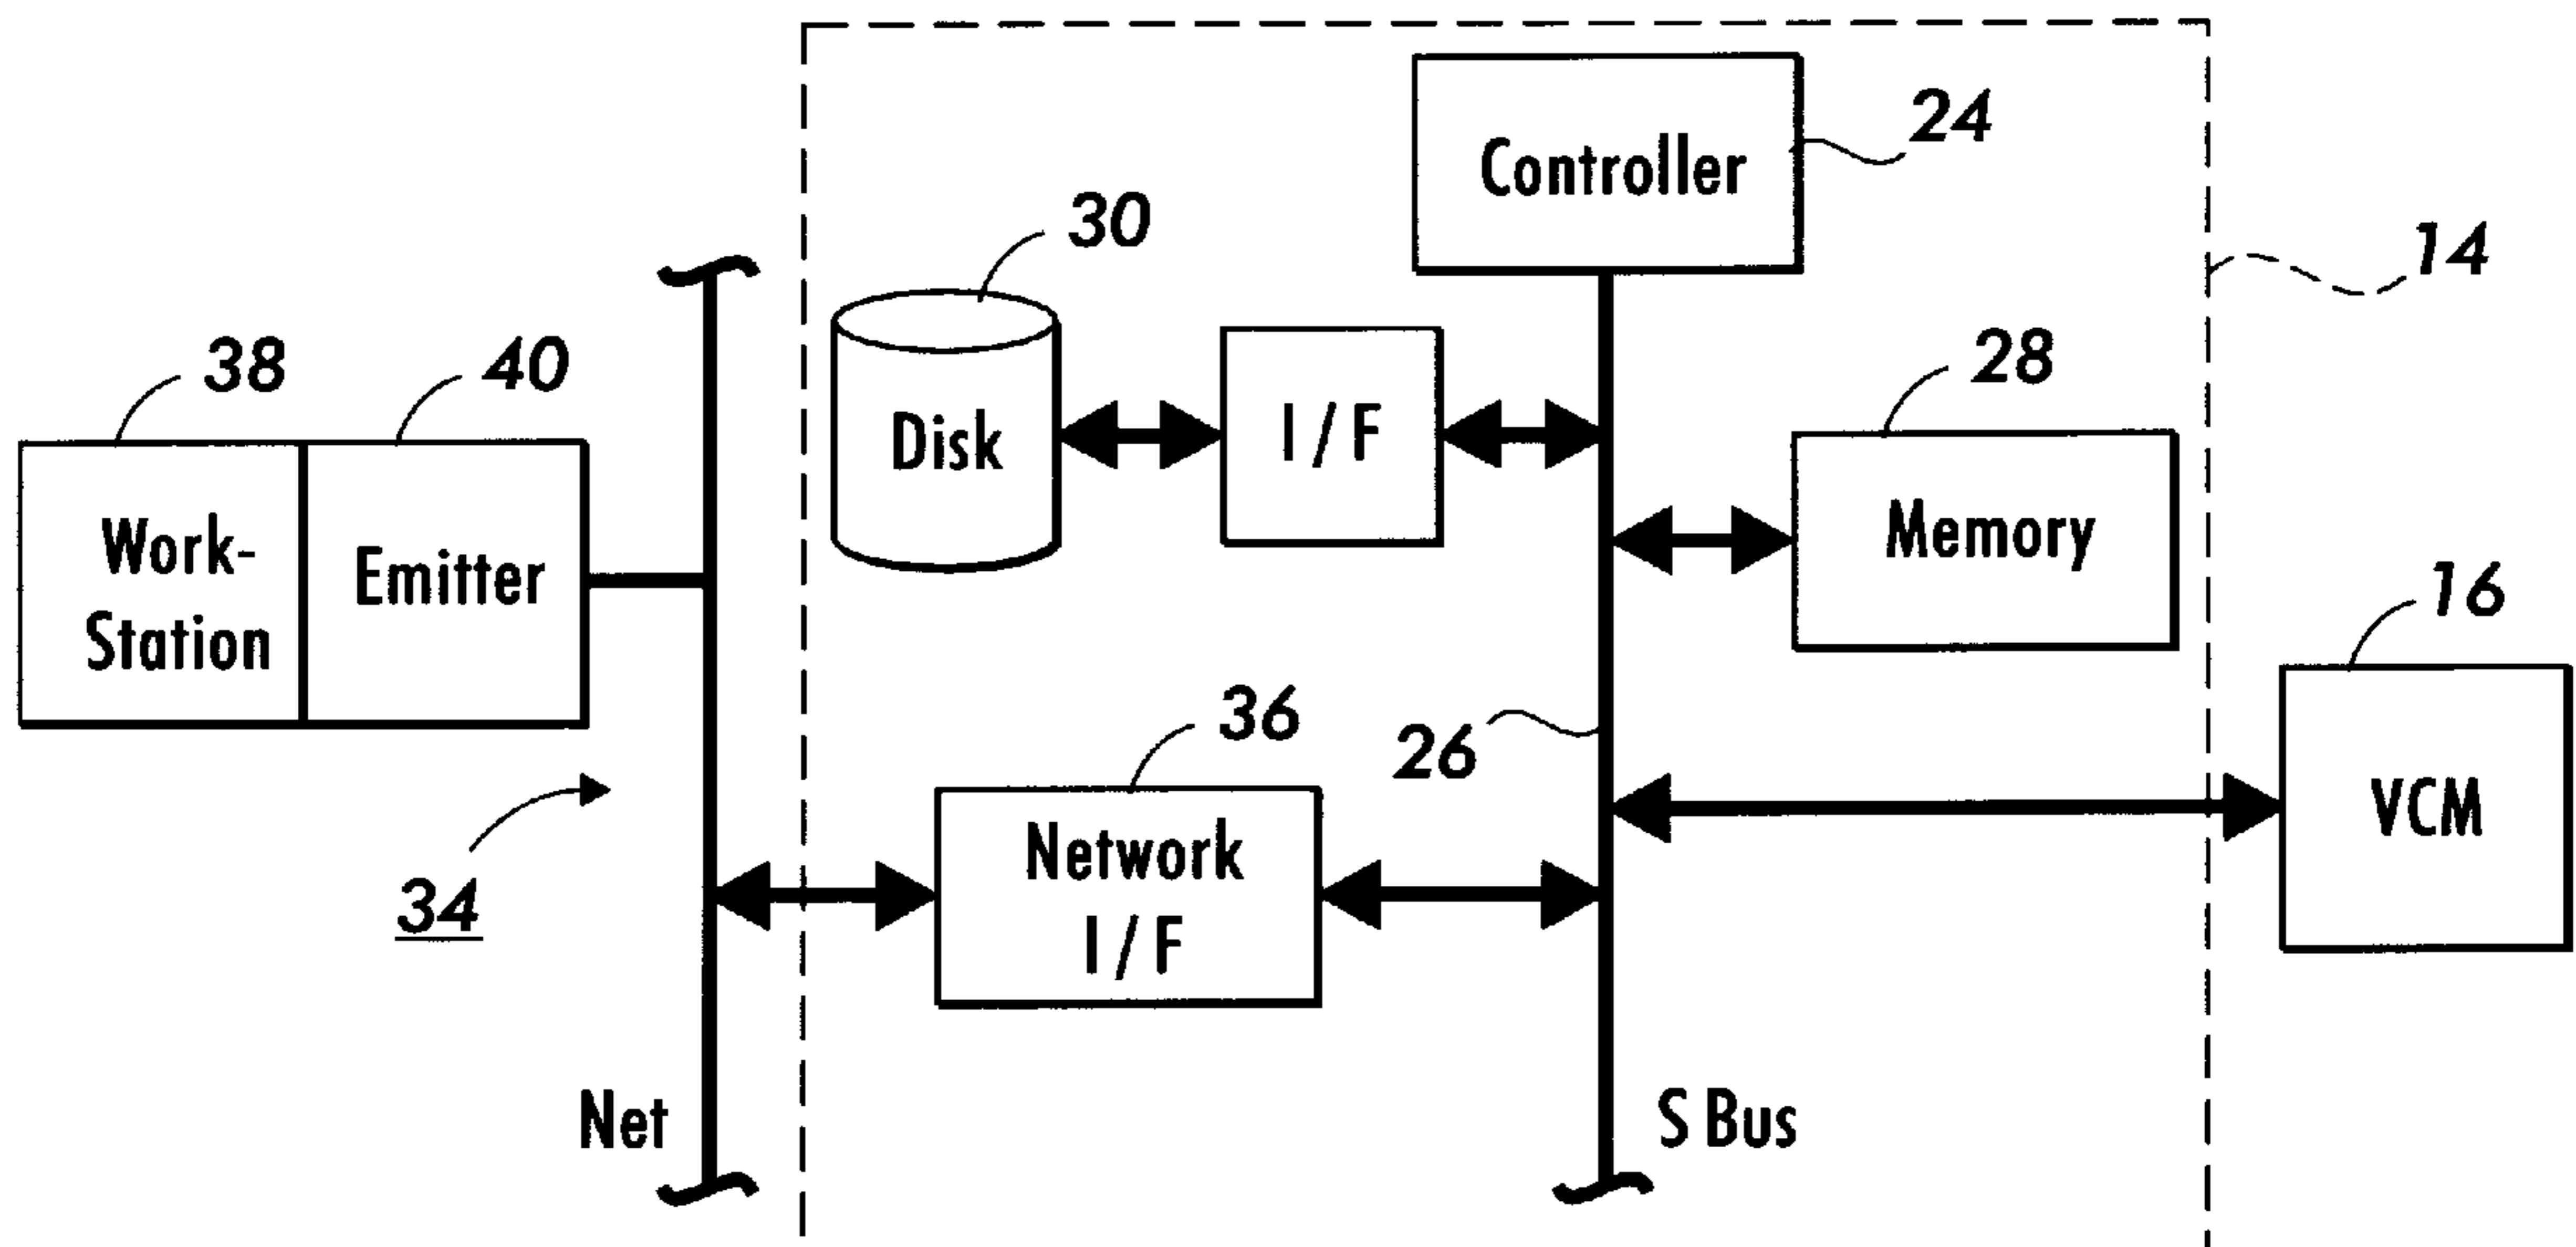 Controller
24
30
14
38
40
28
Disk
I / F
Memory
Work-
Station
Emitter
16
36
26
VCM
Network
I / F
34
Net
S Bus